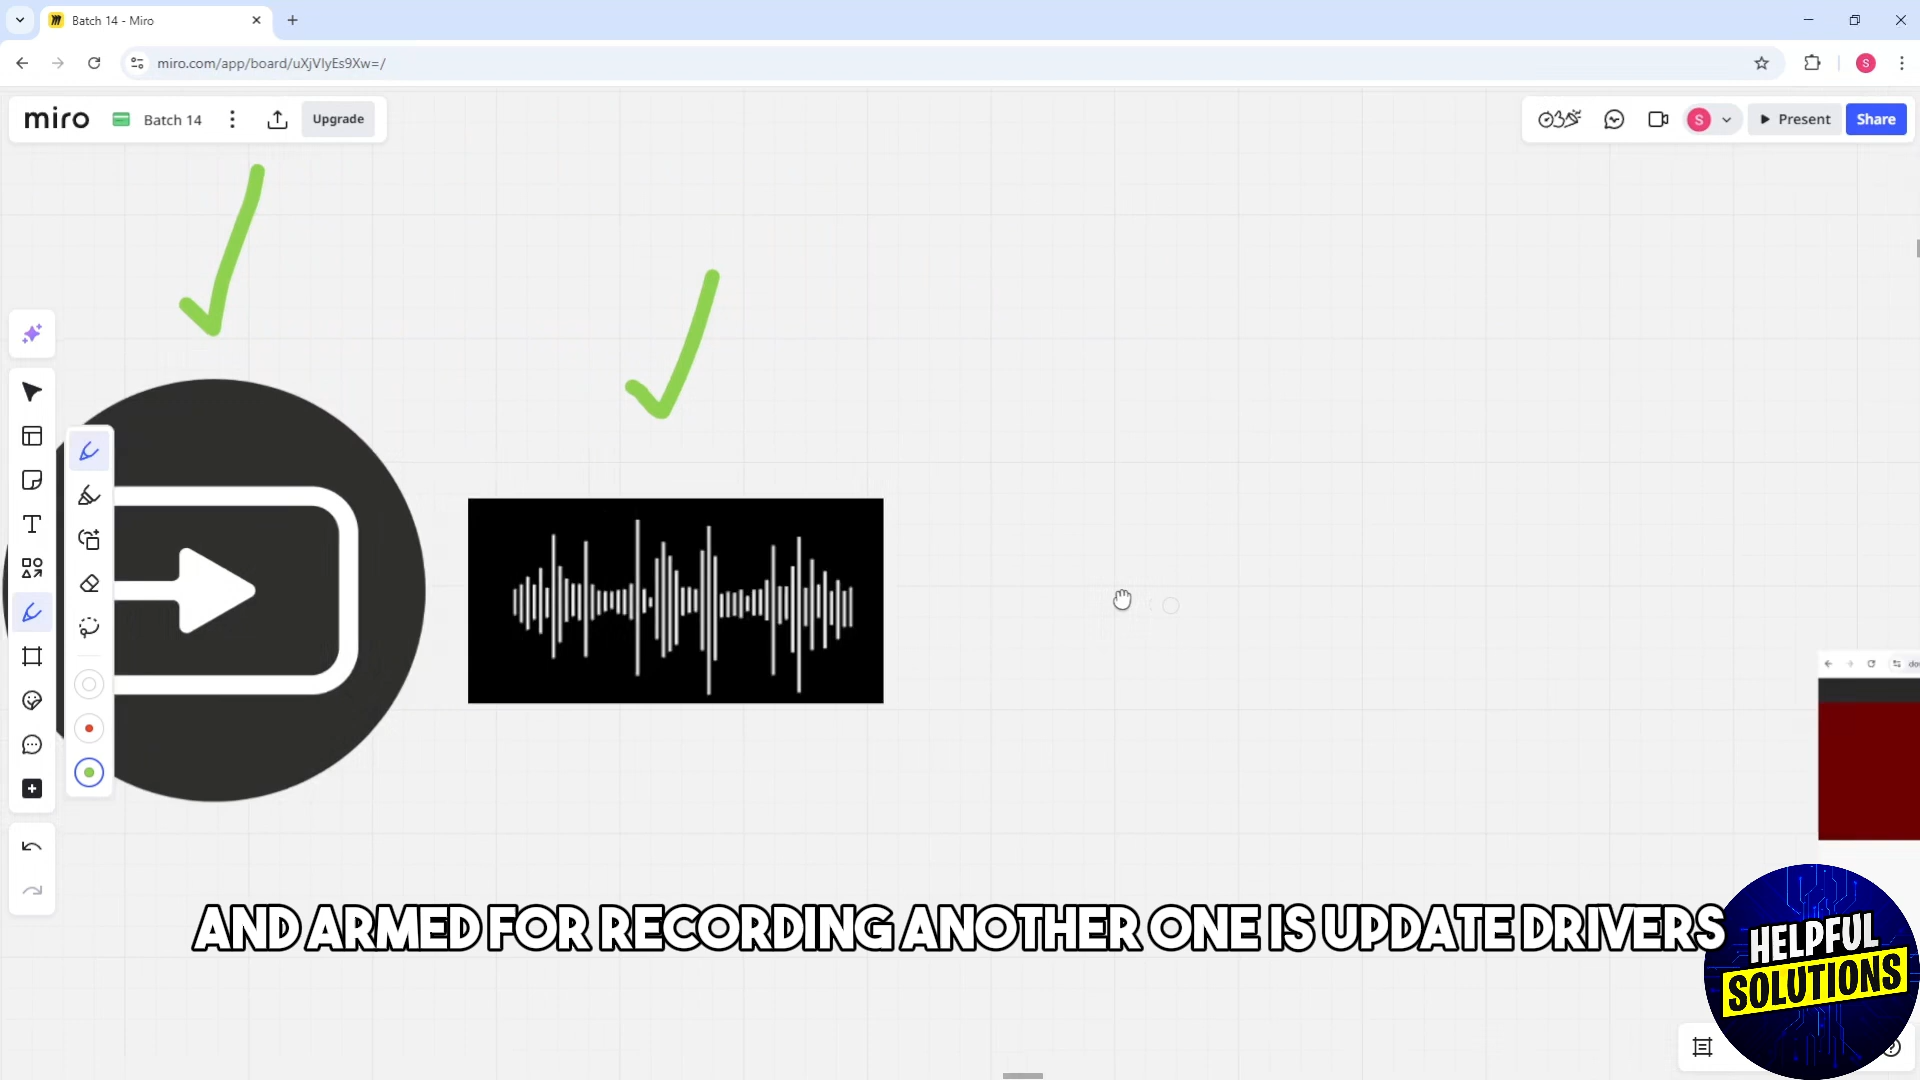 Batch 14 - Miro
S
miro.com/app/board/uXjVIyEs9Xw=/
miro
Batch 14
Upgrade
S
Present
Share
T
AND ARMED FOR RECORDING ANOTHER ONE IS UPDATE DRIVERS
HELPFUL
SOLUTIONS
?